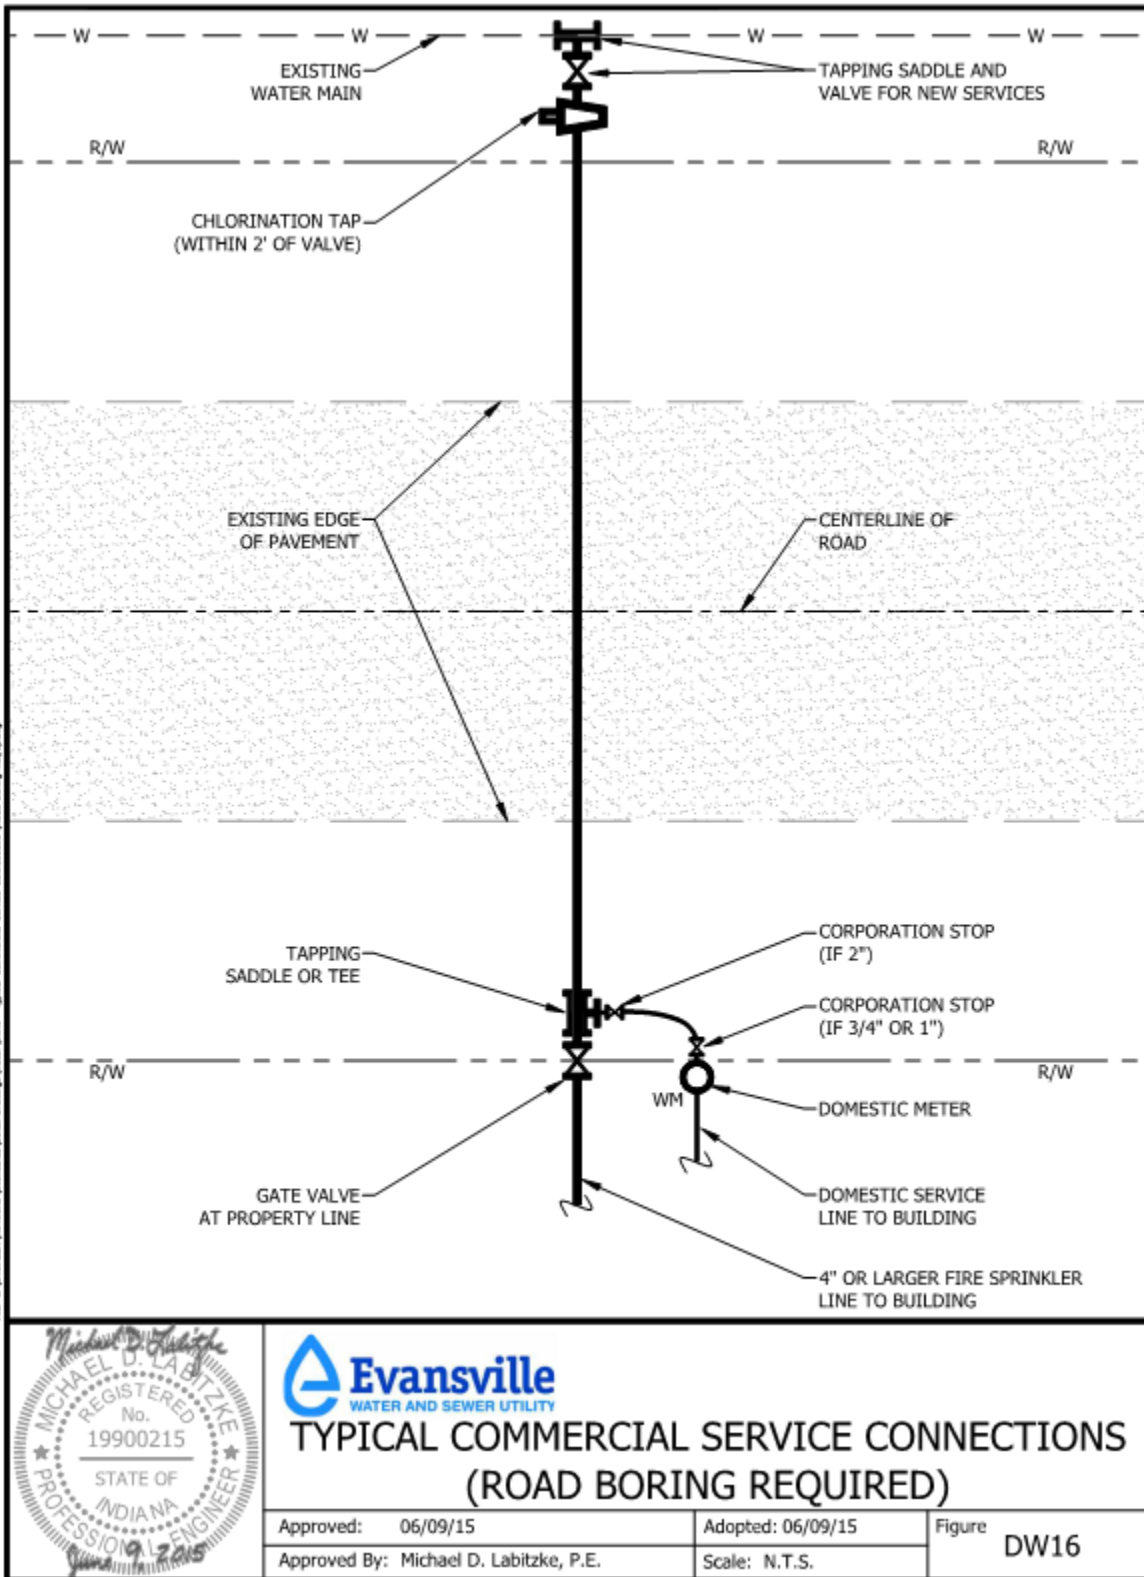 W W W W
EXISTING
WATER MAIN
TAPPING SADDLE AND
VALVE FOR NEW SERVICES
R/W R/W
CHLORINATION TAP
(WITHIN 2' OF VALVE)
EXISTING EDGE
OF PAVEMENT
CENTERLINE OF
ROAD
TAPPING
SADDLE OR TEE
CORPORATION STOP
(IF 2")
CORPORATION STOP
(IF 3/4" OR 1")
R/W R/W
WM
DOMESTIC METER
GATE VALVE
AT PROPERTY LINE
DOMESTIC SERVICE
LINE TO BUILDING
4" OR LARGER FIRE SPRINKLER
LINE TO BUILDING
Michael D. Labitzke
MICHAEL D. LABITZKE
REGISTERED
No.
19900215
STATE OF
INDIANA
PROFESSIONAL ENGINEER
June 9, 2015
Evansville
WATER AND SEWER UTILITY
TYPICAL COMMERCIAL SERVICE CONNECTIONS
(ROAD BORING REQUIRED)
Approved: 06/09/15
Adopted: 06/09/15
Figure
DW16
Approved By: Michael D. Labitzke, P.E.
Scale: N.T.S.